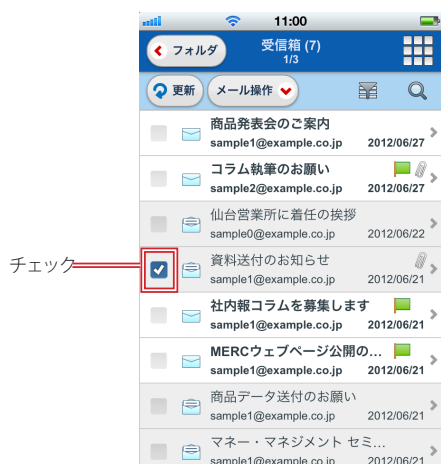 11:00
フォルダ
受信箱 (7)
1/3
更新
メール操作
商品発表会のご案内
sample1@example.co.jp 2012/06/27
コラム執筆のお願い
sample2@example.co.jp 2012/06/27
仙台営業所に着任の挨拶
sample0@example.co.jp 2012/06/22
チェック
資料送付のお知らせ
sample1@example.co.jp 2012/06/21
社内報コラムを募集します
sample1@example.co.jp 2012/06/21
MERCウェブページ公開の...
sample1@example.co.jp 2012/06/21
商品データ送付のお願い
sample1@example.co.jp 2012/06/21
マネー・マネジメント セミ...
sample1@example.co.jp 2012/06/21